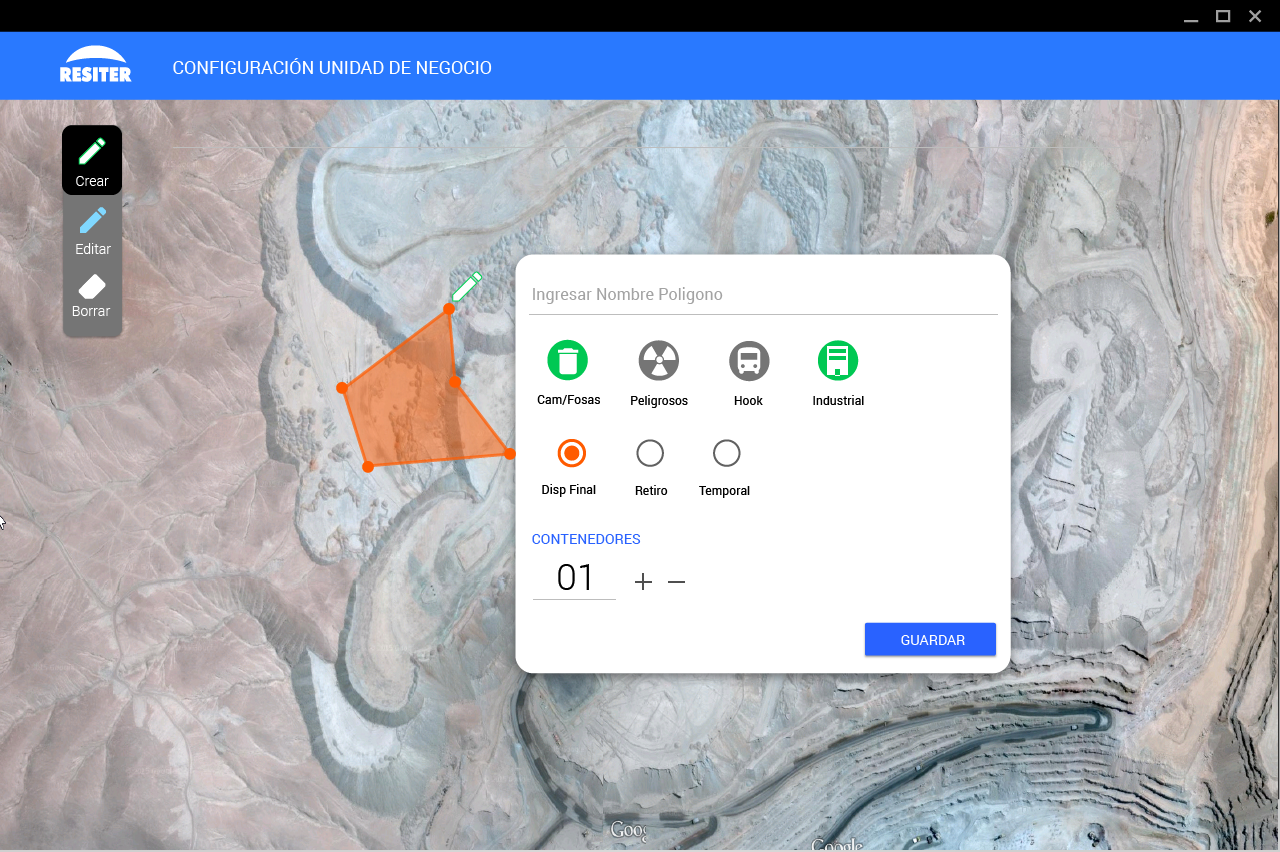 RESITER
CONFIGURACIÓN UNIDAD DE NEGOCIO
Crear
Editar
Borrar
Ingresar Nombre Poligono
Cam/Fosas Peligrosos Hook Industrial
Disp Final Retiro Temporal
CONTENEDORES
01 + −
GUARDAR
Goog
Google